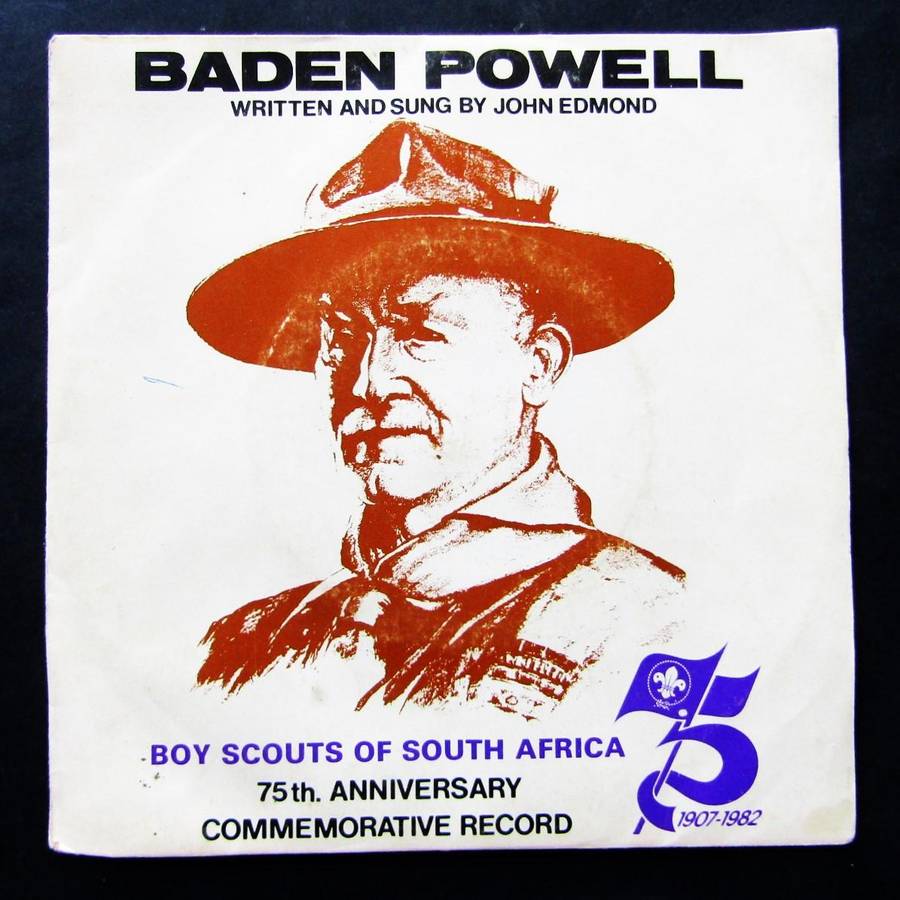 BADEN POWELL
WRITTEN AND SUNG BY JOHN EDMOND
BOY SCOUTS OF SOUTH AFRICA
75
75th. ANNIVERSARY
COMMEMORATIVE RECORD
1907-1982